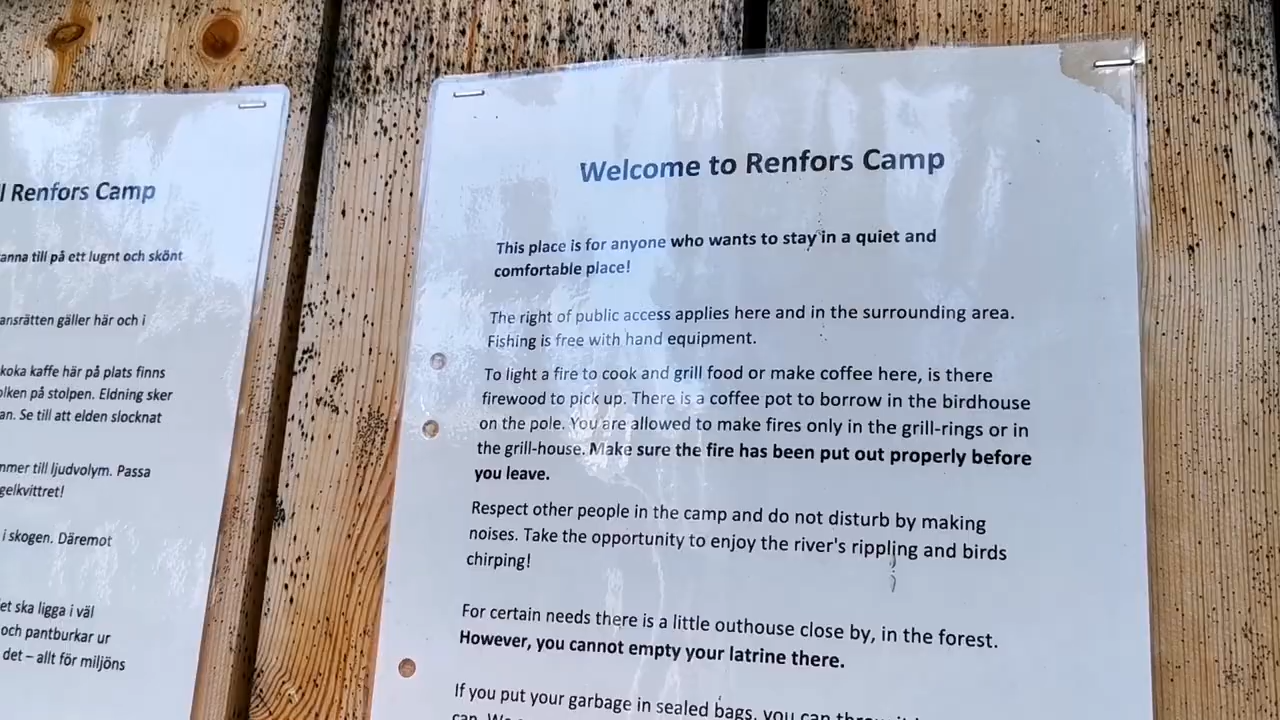 l Renfors Camp
anna till på ett lugnt och skönt
ansrätten gäller här och i
koka kaffe här på plats finns
olken på stolpen. Eldning sker
an. Se till att elden slocknat
mmer till ljudvolym. Passa
gelkvittret!
i skogen. Däremot
et ska ligga i väl
och pantburkar ur
det – allt för miljöns
Welcome to Renfors Camp
This place is for anyone who wants to stay in a quiet and
comfortable place!
The right of public access applies here and in the surrounding area.
Fishing is free with hand equipment.
To light a fire to cook and grill food or make coffee here, is there
firewood to pick up. There is a coffee pot to borrow in the birdhouse
on the pole. You are allowed to make fires only in the grill-rings or in
the grill-house. Make sure the fire has been put out properly before
you leave.
Respect other people in the camp and do not disturb by making
noises. Take the opportunity to enjoy the river's rippling and birds
chirping!
For certain needs there is a little outhouse close by, in the forest.
However, you cannot empty your latrine there.
If you put your garbage in sealed bags, you can
can.